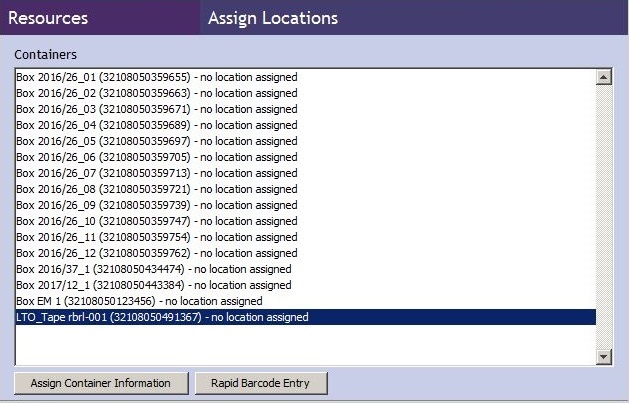 Resources
Assign Locations
Containers
Box 2016/26_01 (32108050359655) - no location assigned
Box 2016/26_02 (32108050359663) - no location assigned
Box 2016/26_03 (32108050359671) - no location assigned
Box 2016/26_04 (32108050359689) - no location assigned
Box 2016/26_05 (32108050359697) - no location assigned
Box 2016/26_06 (32108050359705) - no location assigned
Box 2016/26_07 (32108050359713) - no location assigned
Box 2016/26_08 (32108050359721) - no location assigned
Box 2016/26_09 (32108050359739) - no location assigned
Box 2016/26_10 (32108050359747) - no location assigned
Box 2016/26_11 (32108050359754) - no location assigned
Box 2016/26_12 (32108050359762) - no location assigned
Box 2016/37_1 (32108050434474) - no location assigned
Box 2017/12_1 (32108050443384) - no location assigned
Box EM 1 (32108050123456) - no location assigned
LTO_Tape rbrl-001 (32108050491367) - no location assigned
Assign Container Information
Rapid Barcode Entry